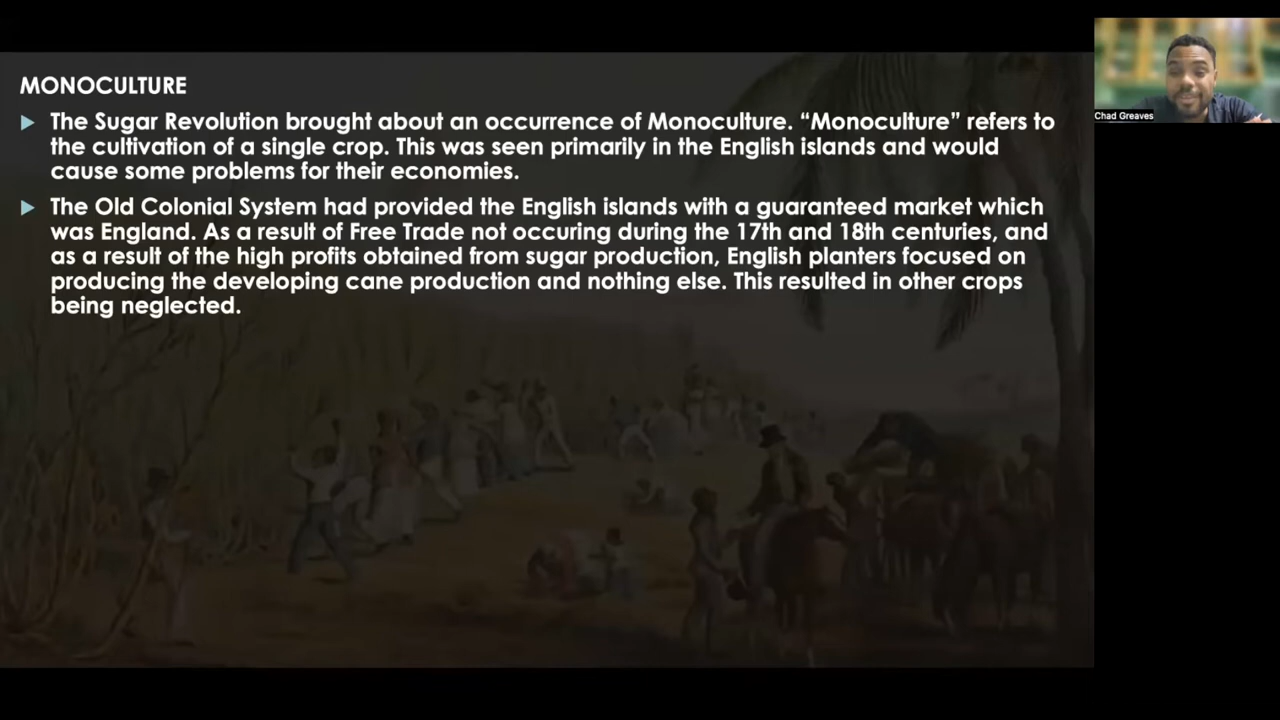 MONOCULTURE
The Sugar Revolution brought about an occurrence of Monoculture. “Monoculture” refers to
the cultivation of a single crop. This was seen primarily in the English islands and would
cause some problems for their economies.
The Old Colonial System had provided the English islands with a guaranteed market which
was England. As a result of Free Trade not occuring during the 17th and 18th centuries, and
as a result of the high profits obtained from sugar production, English planters focused on
producing the developing cane production and nothing else. This resulted in other crops
being neglected.
Chad Greaves